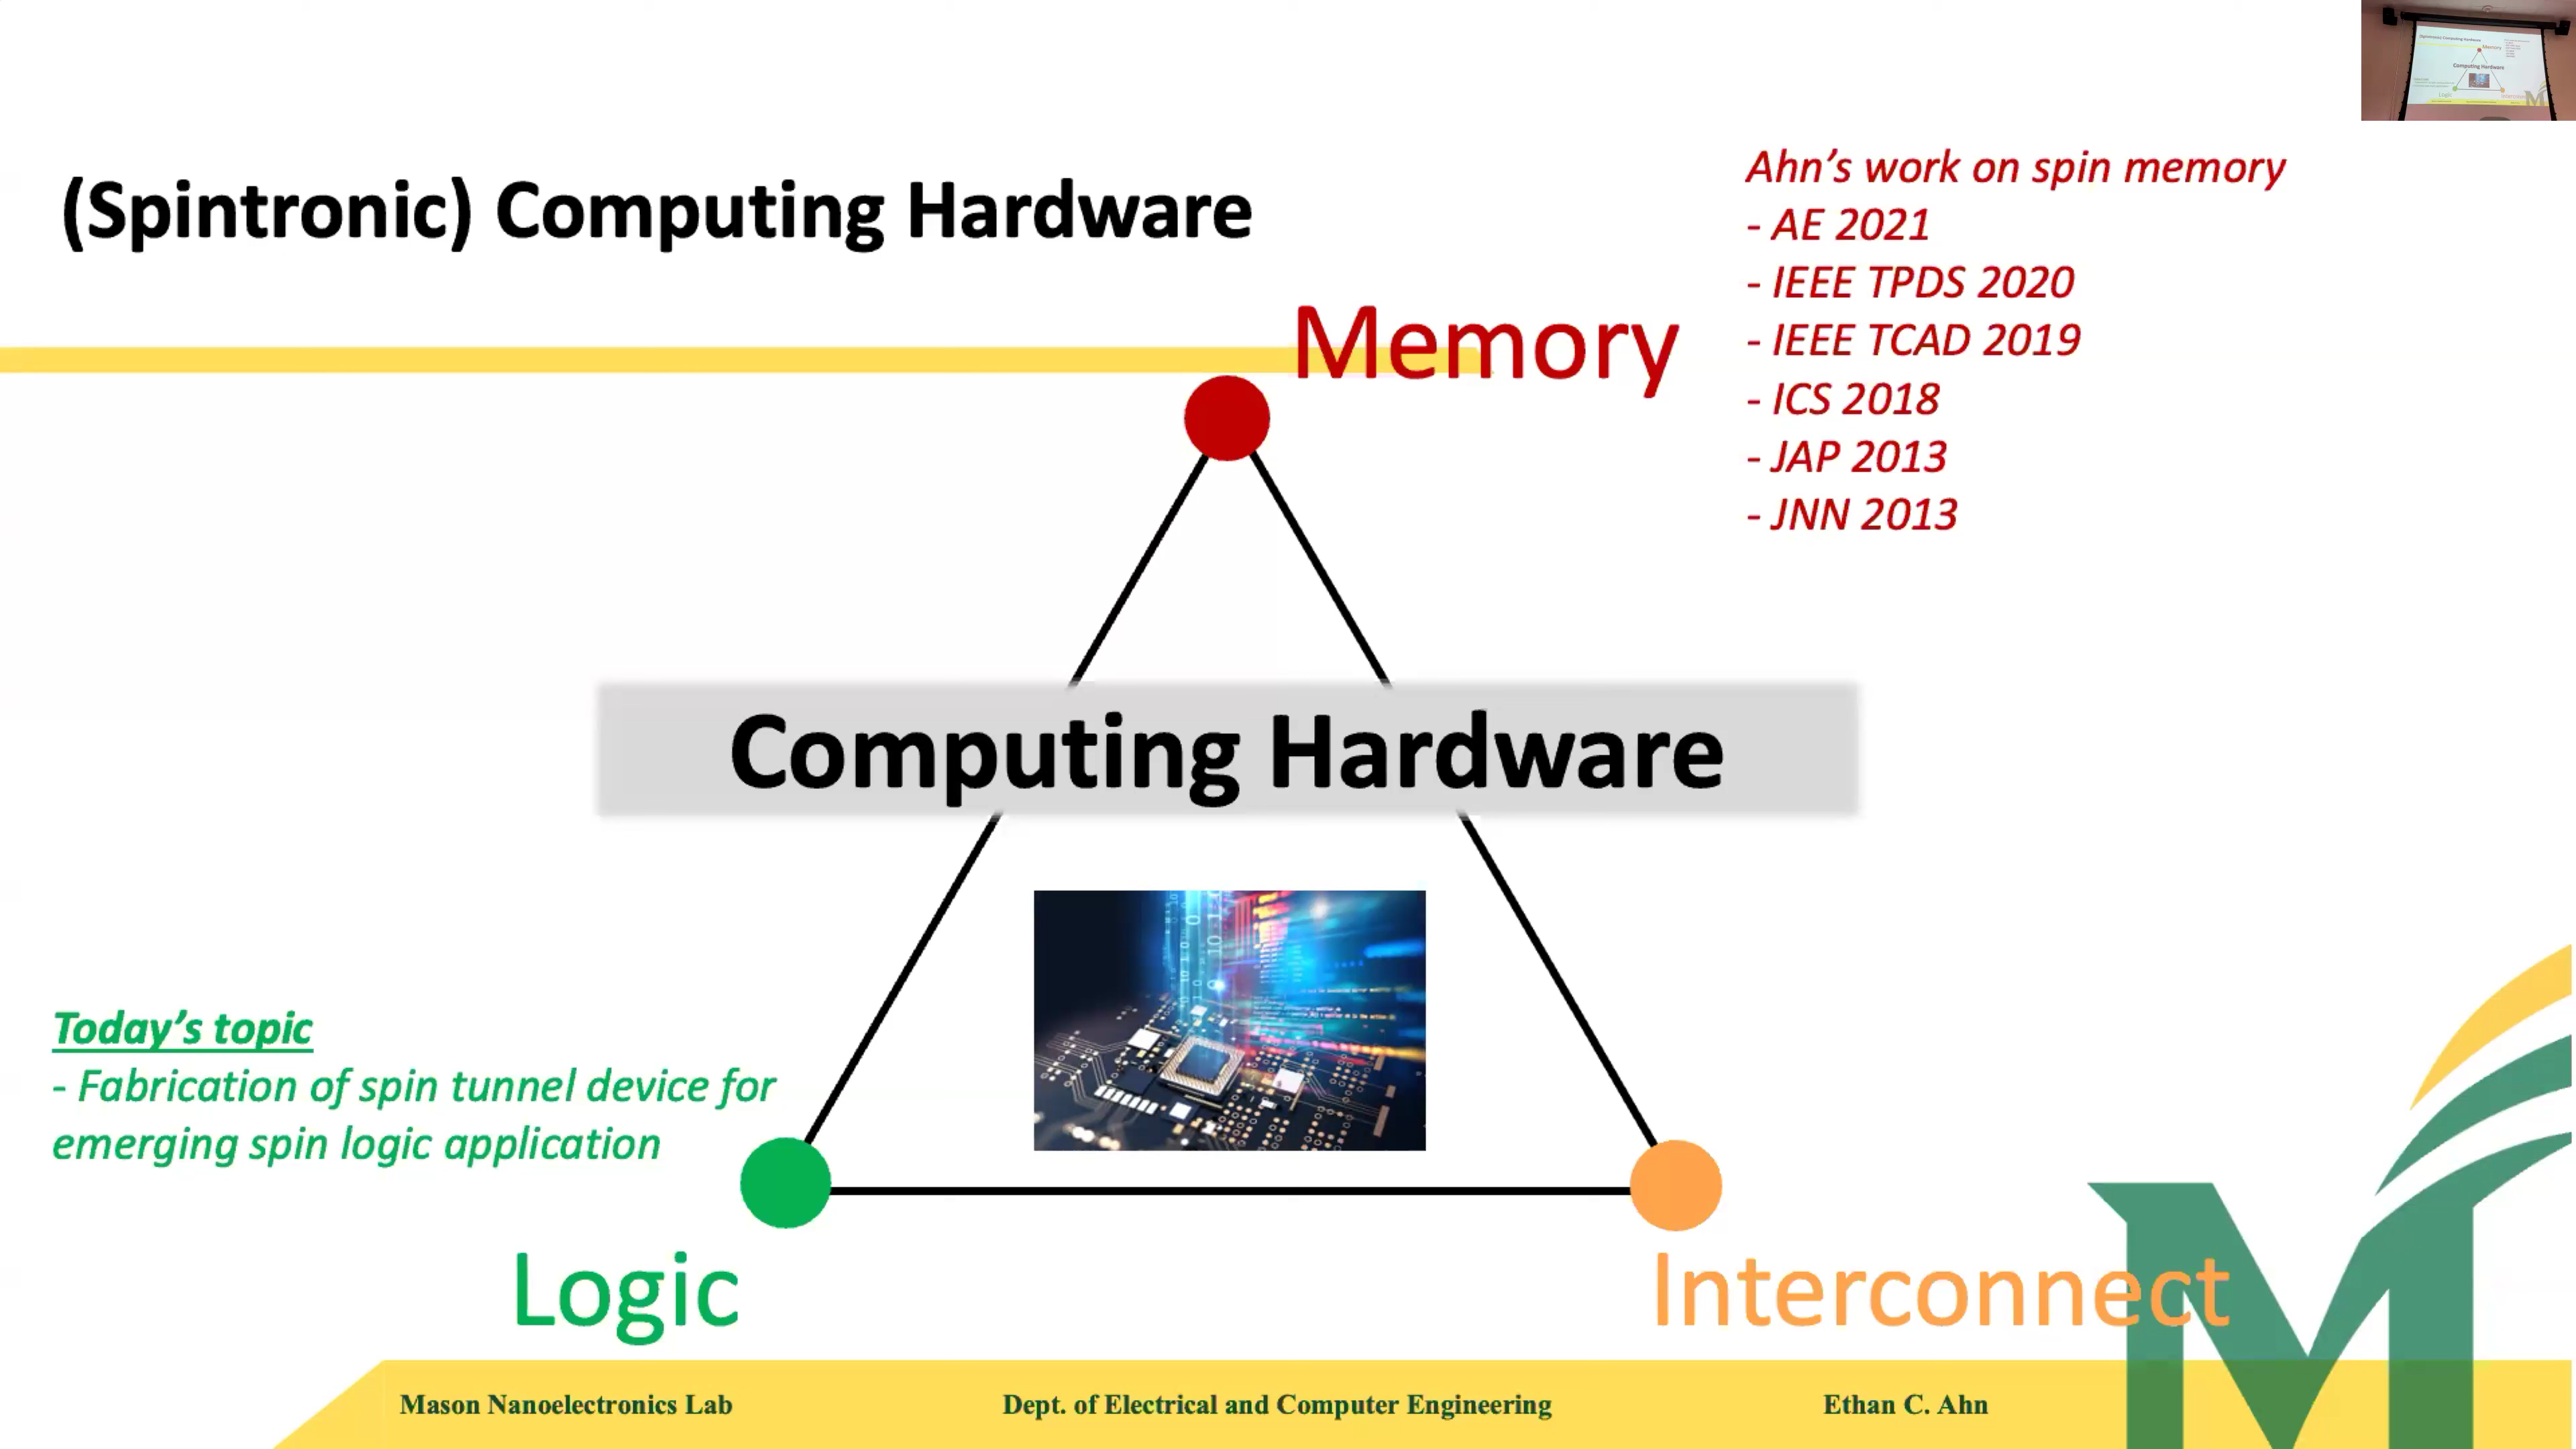 (Spintronic) Computing Hardware
Ahn's work on spin memory
- AE 2021
- IEEE TPDS 2020
- IEEE TCAD 2019
- ICS 2018
- JAP 2013
- JNN 2013
Memory
Computing Hardware
Today's topic
- Fabrication of spin tunnel device for
emerging spin logic application
Logic
Interconnect
Mason Nanoelectronics Lab
Dept. of Electrical and Computer Engineering
Ethan C. Ahn
M